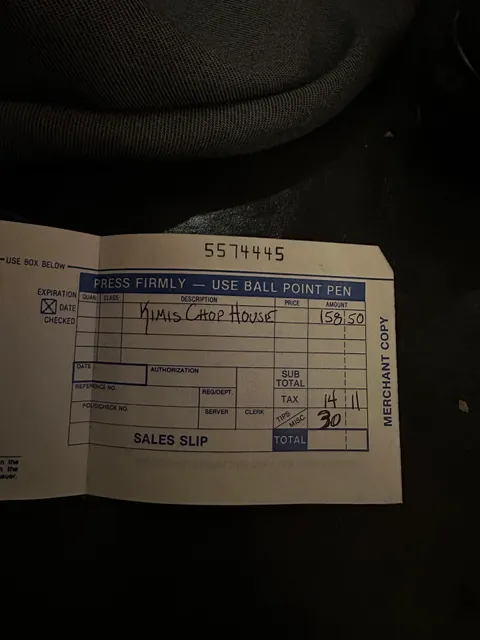 5574445
USE BOX BELOW
PRESS FIRMLY — USE BALL POINT PEN
EXPIRATION
☒ DATE
CHECKED
QUAN. CLASS DESCRIPTION PRICE AMOUNT
KIMIS CHOP HOUSE 158 50
DATE AUTHORIZATION SUB TOTAL
REFERENCE NO. REG/DEPT. TAX 14 11
FOLIO/CHECK NO. SERVER CLERK TIPS MISC. 30
SALES SLIP TOTAL
MERCHANT COPY